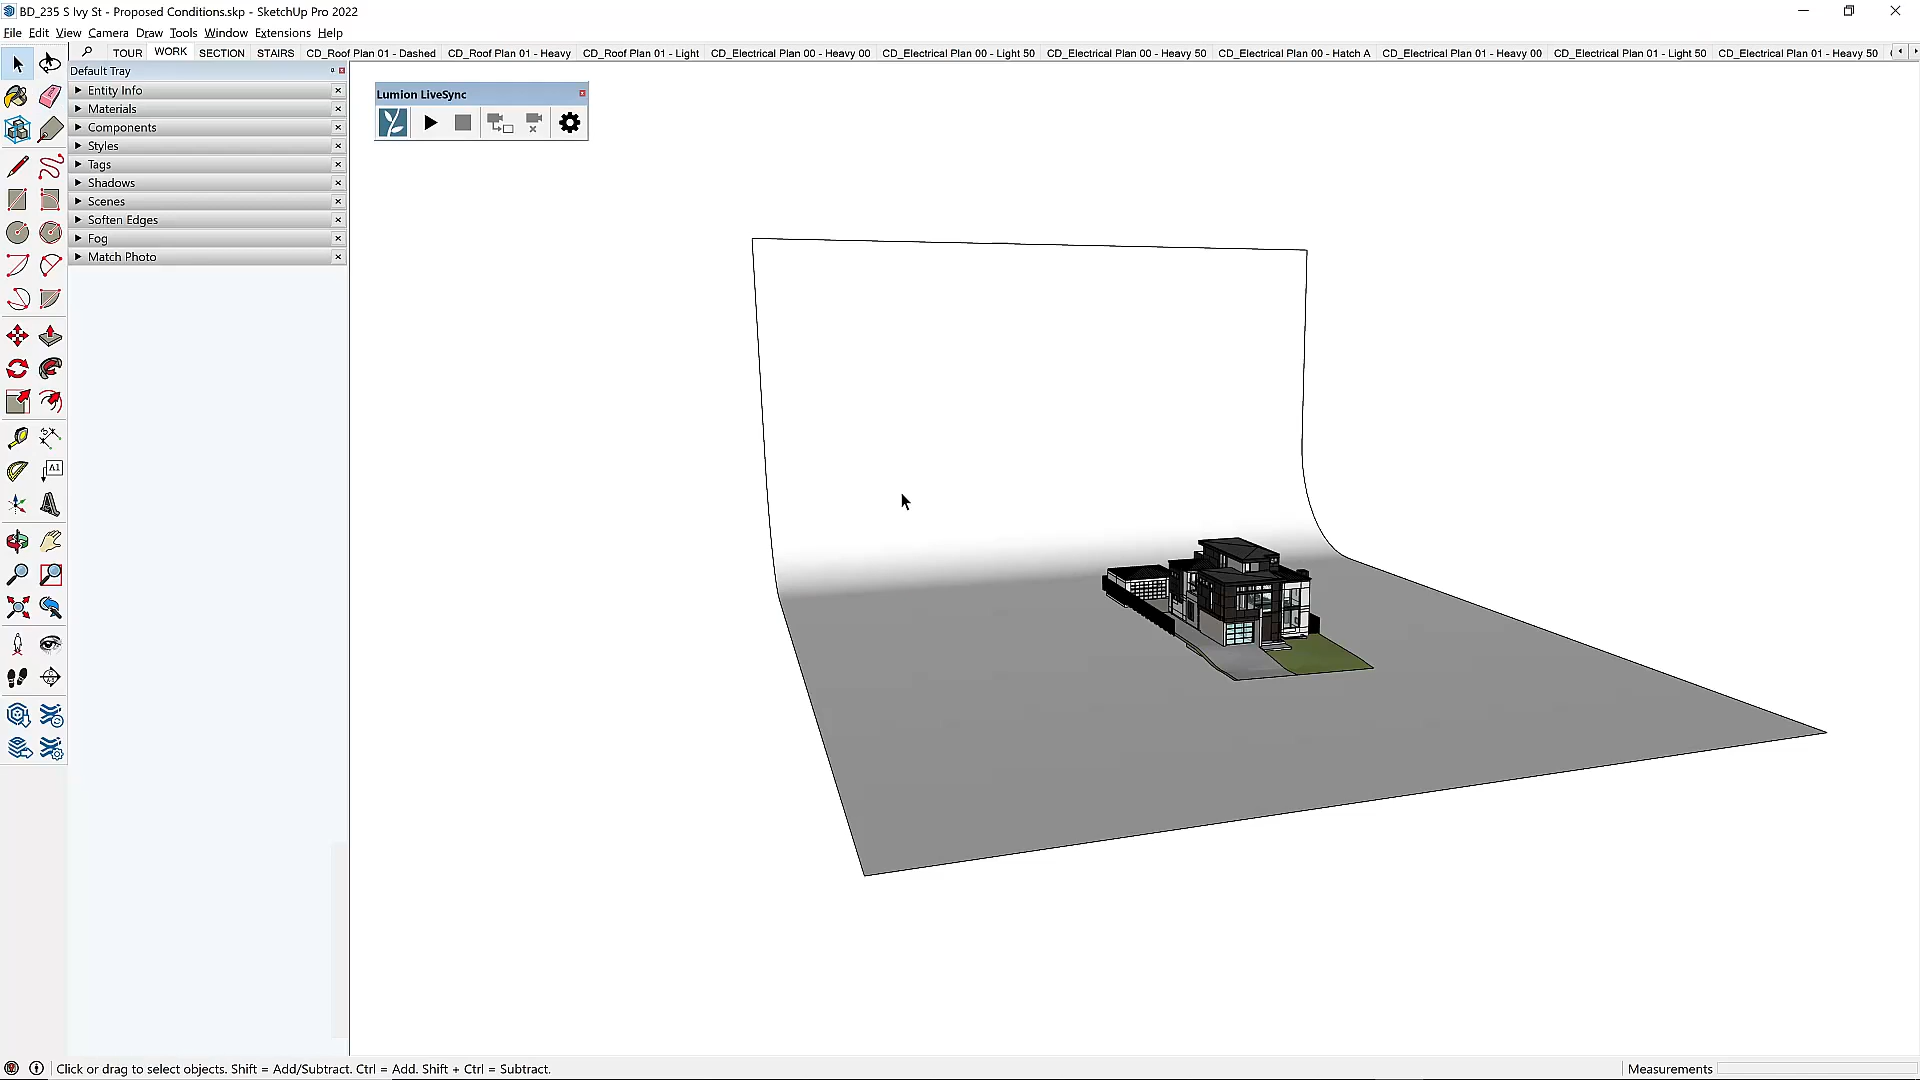 BD_235 S Ivy St - Proposed Conditions.skp - SketchUp Pro 2022
File Edit View Camera Draw Tools Window Extensions Help
TOUR WORK SECTION STAIRS CD_Roof Plan 01 - Dashed CD_Roof Plan 01 - Heavy CD_Roof Plan 01 - Light CD_Electrical Plan 00 - Heavy 00 CD_Electrical Plan 00 - Light 50 CD_Electrical Plan 00 - Heavy 50 CD_Electrical Plan 00 - Hatch A CD_Electrical Plan 01 - Heavy 00 CD_Electrical Plan 01 - Light 50 CD_Electrical Plan 01 - Heavy 50
Default Tray
Entity Info
Materials
Components
Styles
Tags
Shadows
Scenes
Soften Edges
Fog
Match Photo
Lumion LiveSync
A1
Click or drag to select objects. Shift = Add/Subtract. Ctrl = Add. Shift + Ctrl = Subtract.
Measurements